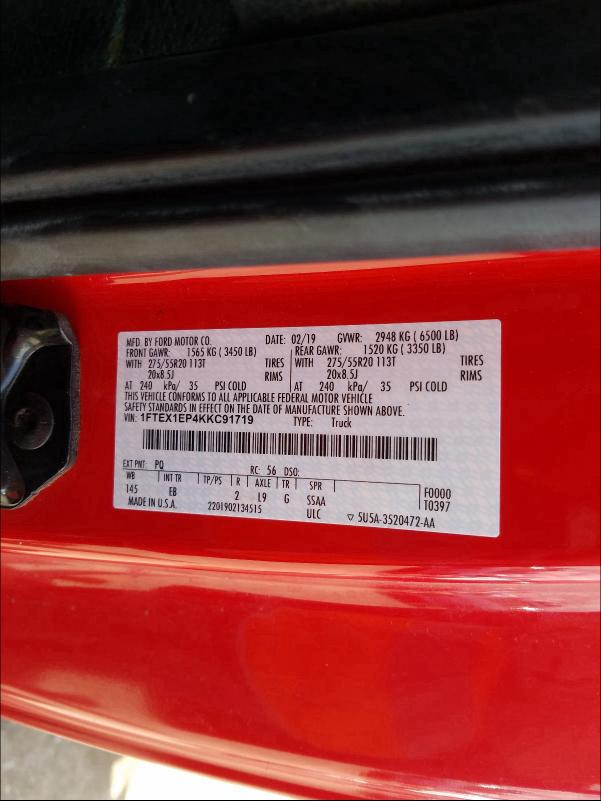 MFD. BY FORD MOTOR CO. DATE: 02/19 GVWR: 2948 KG ( 6500 LB)
FRONT GAWR: 1565 KG ( 3450 LB) REAR GAWR: 1520 KG ( 3350 LB)
WITH 275/55R20 113T TIRES WITH 275/55R20 113T TIRES
20x8.5J RIMS 20x8.5J RIMS
AT 240 kPa/ 35 PSI COLD AT 240 kPa/ 35 PSI COLD
THIS VEHICLE CONFORMS TO ALL APPLICABLE FEDERAL MOTOR VEHICLE
SAFETY STANDARDS IN EFFECT ON THE DATE OF MANUFACTURE SHOWN ABOVE.
VIN: 1FTEX1EP4KKC91719 TYPE: Truck
EXT PNT: PQ RC: 56 DSO:
WB INT TR TP/PS R AXLE TR SPR F0000
145 EB 2 L9 G SSAA T0397
MADE IN U.S.A. 2201902134515 ULC ▽ 5U5A-3520472-AA